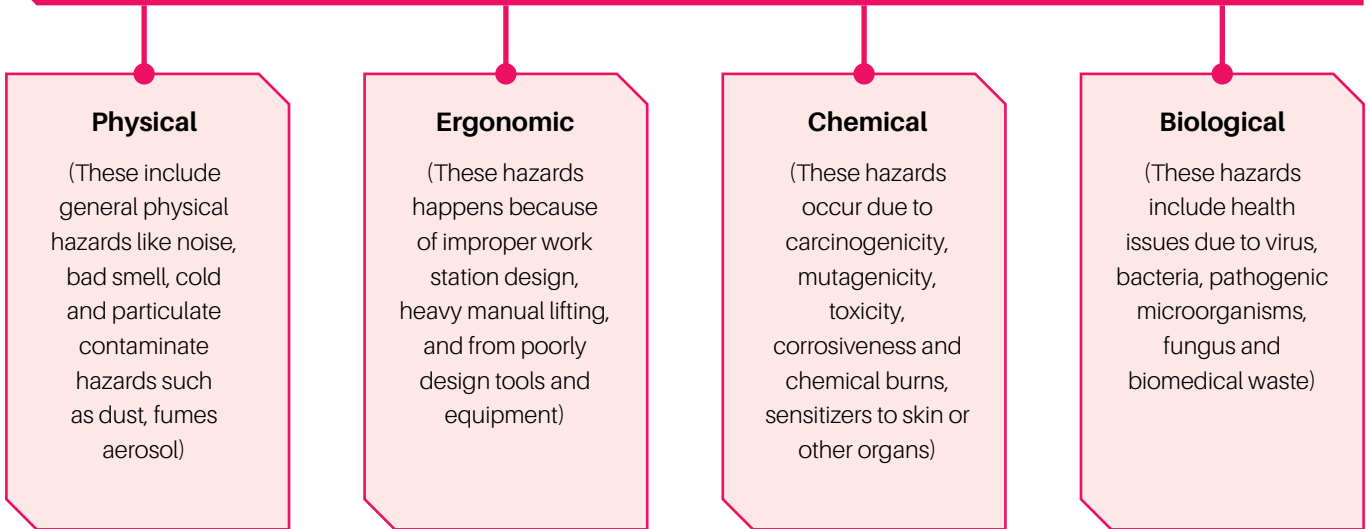 Physical
(These include
general physical
hazards like noise,
bad smell, cold
and particulate
contaminate
hazards such
as dust, fumes
aerosol)
Ergonomic
(These hazards
happens because
of improper work
station design,
heavy manual lifting,
and from poorly
design tools and
equipment)
Chemical
(These hazards
occur due to
carcinogenicity,
mutagenicity,
toxicity,
corrosiveness and
chemical burns,
sensitizers to skin or
other organs)
Biological
(These hazards
include health
issues due to virus,
bacteria, pathogenic
microorganisms,
fungus and
biomedical waste)